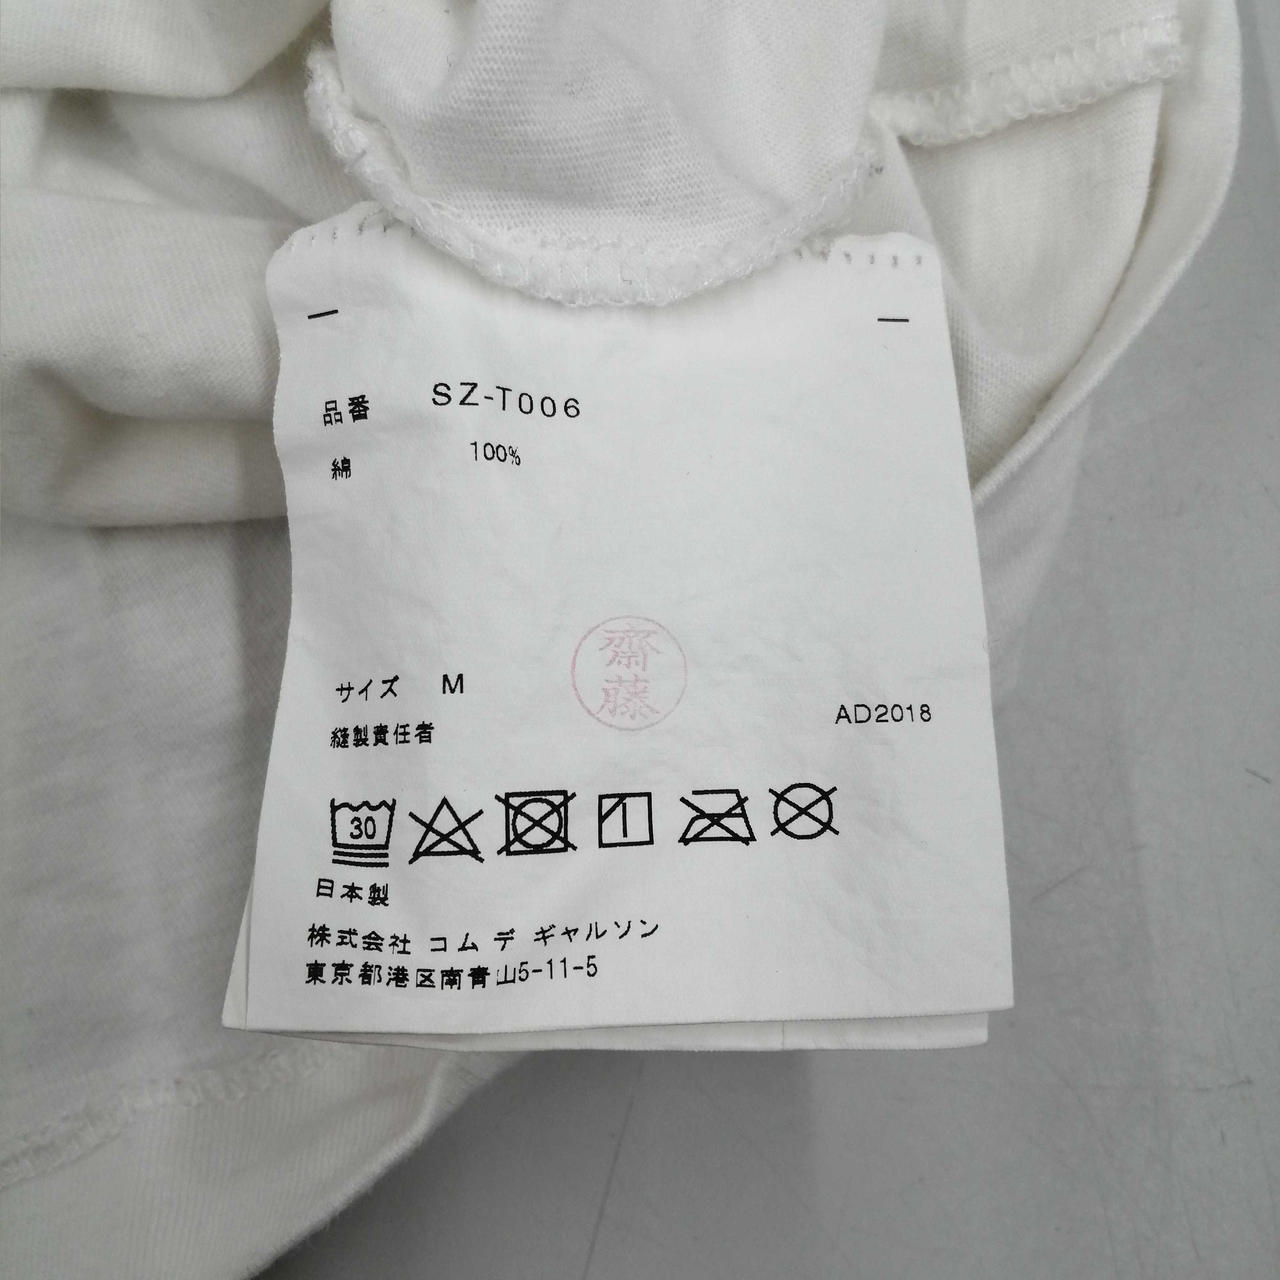 品番 SZ-T006
綿 100%
サイズ M
縫製責任者
齋藤
AD2018
30
日本製
株式会社 コム デ ギャルソン
東京都港区南青山5-11-5